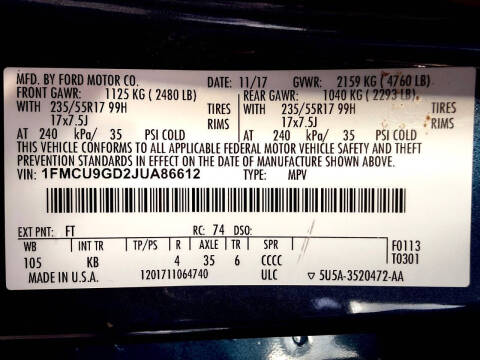 MFD. BY FORD MOTOR CO. DATE: 11/17 GVWR: 2159 KG ( 4760 LB)
FRONT GAWR: 1125 KG ( 2480 LB) REAR GAWR: 1040 KG ( 2293 LB)
WITH 235/55R17 99H TIRES WITH 235/55R17 99H TIRES
17x7.5J RIMS 17x7.5J RIMS
AT 240 kPa/ 35 PSI COLD AT 240 kPa/ 35 PSI COLD
THIS VEHICLE CONFORMS TO ALL APPLICABLE FEDERAL MOTOR VEHICLE SAFETY AND THEFT
PREVENTION STANDARDS IN EFFECT ON THE DATE OF MANUFACTURE SHOWN ABOVE.
VIN: 1FMCU9GD2JUA86612 TYPE: MPV
EXT PNT: FT RC: 74 DSO:
WB INT TR TP/PS R AXLE TR SPR F0113
105 KB 4 35 6 CCCC T0301
MADE IN U.S.A. 1201711064740 ULC ▽ 5U5A-3520472-AA